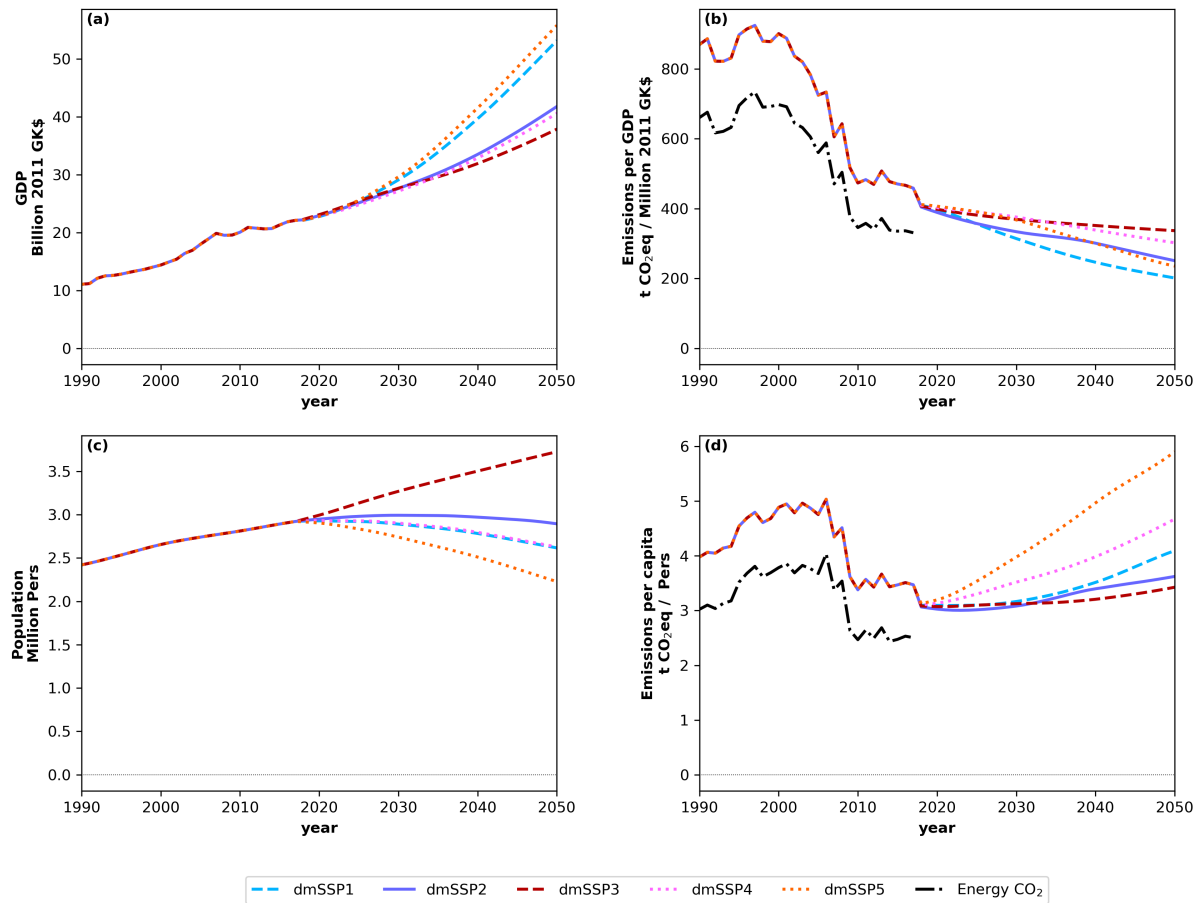 (a)
50
40
30
20
10
0
GDP
Billion 2011 GK$
1990 2000 2010 2020 2030 2040 2050
year
(b)
800
600
400
200
0
Emissions per GDP
t CO₂eq / Million 2011 GK$
1990 2000 2010 2020 2030 2040 2050
year
(c)
3.5
3.0
2.5
2.0
1.5
1.0
0.5
0.0
Population
Million Pers
1990 2000 2010 2020 2030 2040 2050
year
(d)
6
5
4
3
2
1
0
Emissions per capita
t CO₂eq / Pers
1990 2000 2010 2020 2030 2040 2050
year
dmSSP1 dmSSP2 dmSSP3 dmSSP4 dmSSP5 Energy CO₂